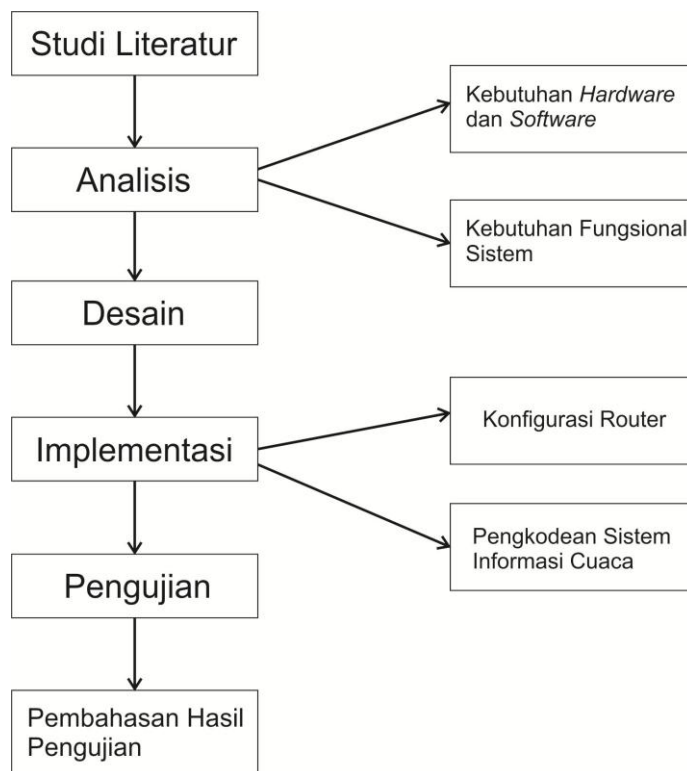 Studi Literatur
Kebutuhan Hardware
dan Software
Analisis
Kebutuhan Fungsional
Sistem
Desain
Konfigurasi Router
Implementasi
Pengkodean Sistem
Informasi Cuaca
Pengujian
Pembahasan Hasil
Pengujian